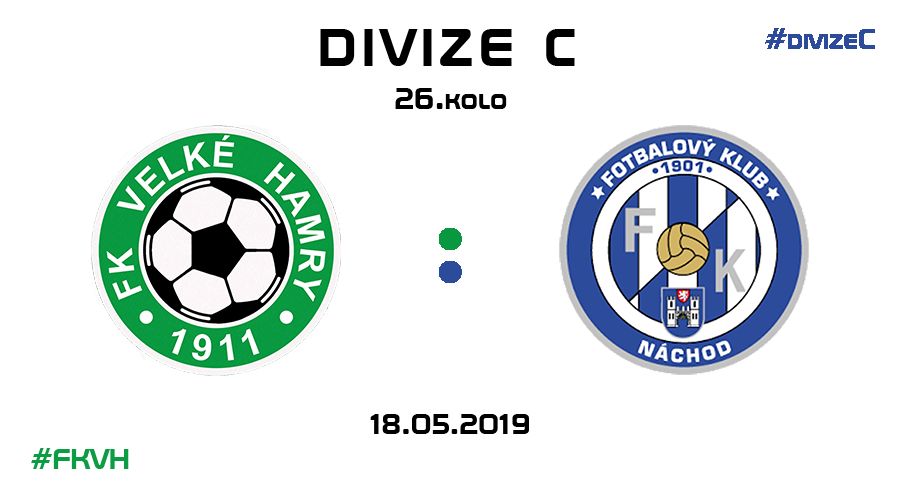 DIVIZE C
#DIVIZEC
26.KOLO
FK VELKÉ HAMRY
1911
FOTBALOVÝ KLUB
1901
F
K
NÁCHOD
18.05.2019
#FKVH